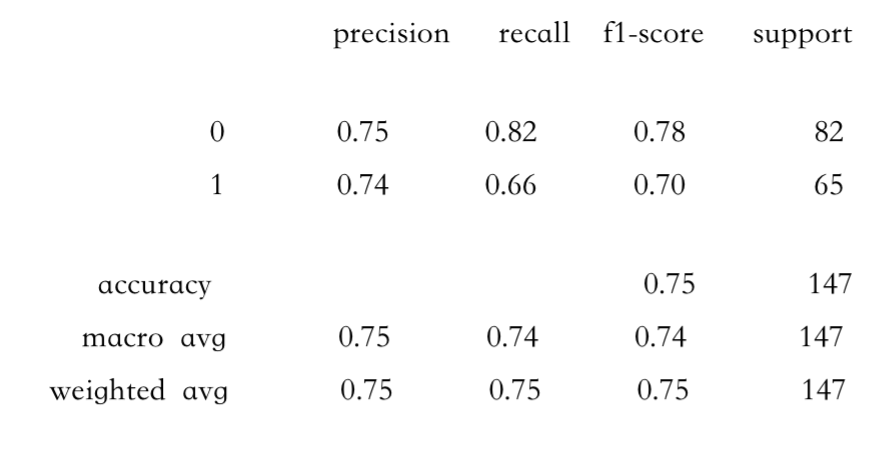 precision recall f1-score support
0 0.75 0.82 0.78 82
1 0.74 0.66 0.70 65
accuracy 0.75 147
macro avg 0.75 0.74 0.74 147
weighted avg 0.75 0.75 0.75 147